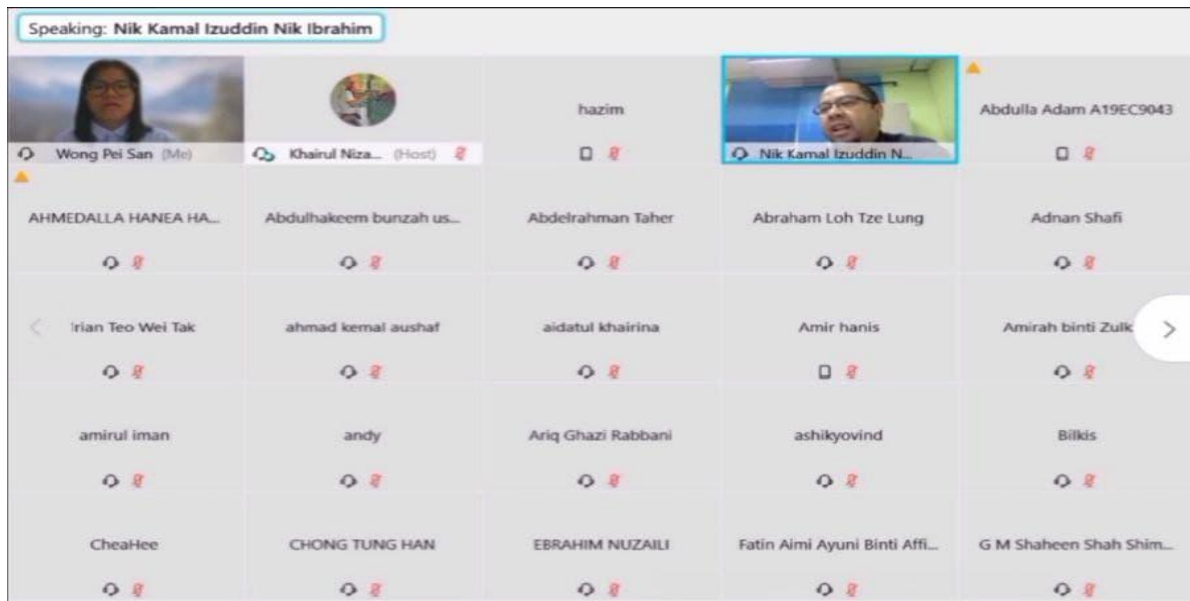 Speaking: Nik Kamal Izuddin Nik Ibrahim
Wong Pei San (Me)
Khairul Niza... (Host)
hazim
Nik Kamal Izuddin N...
Abdulla Adam A19EC9043
AHMEDALLA HANEA HA...
Abdulhakeem bunzah us...
Abdelrahman Taher
Abraham Loh Tze Lung
Adnan Shafi
rian Teo Wei Tak
ahmad kemal aushaf
aidatul khairina
Amir hanis
Amirah binti Zulk
amirul iman
andy
Ariq Ghazi Rabbani
ashikyovind
Bilkis
CheaHee
CHONG TUNG HAN
EBRAHIM NUZAILI
Fatin Aimi Ayuni Binti Affi...
G M Shaheen Shah Shim...